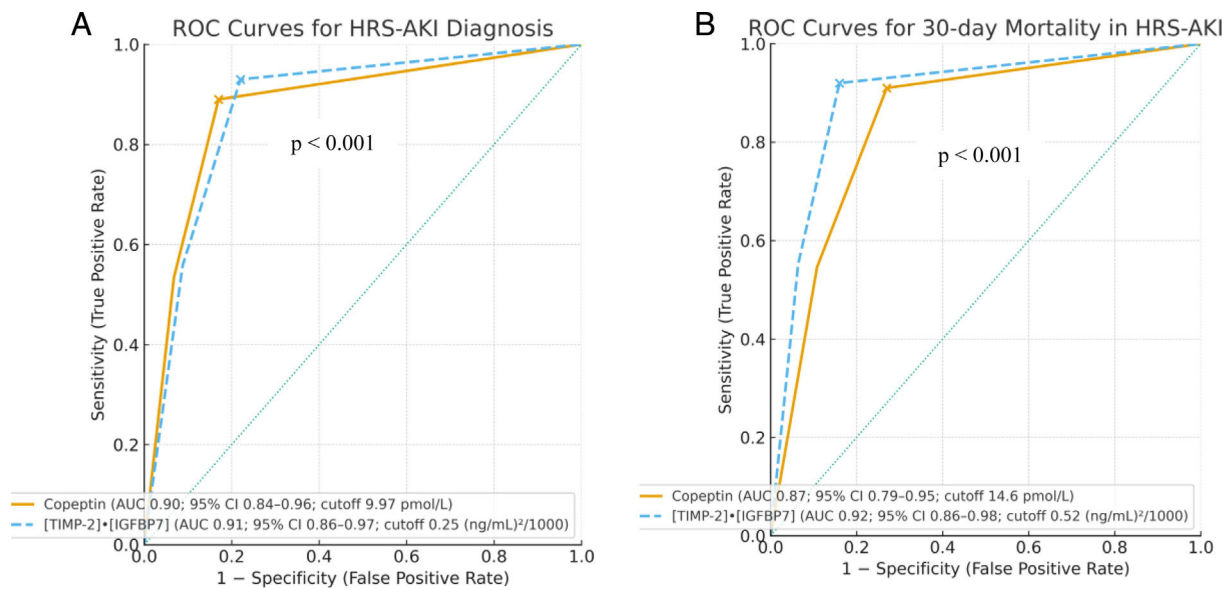 A
ROC Curves for HRS-AKI Diagnosis
1.0
0.8
0.6
0.4
0.2
0.0
Sensitivity (True Positive Rate)
p < 0.001
Copeptin (AUC 0.90; 95% CI 0.84–0.96; cutoff 9.97 pmol/L)
[TIMP-2]•[IGFBP7] (AUC 0.91; 95% CI 0.86–0.97; cutoff 0.25 (ng/mL)²/1000)
0.0 0.2 0.4 0.6 0.8 1.0
1 − Specificity (False Positive Rate)
B
ROC Curves for 30-day Mortality in HRS-AKI
1.0
0.8
0.6
0.4
0.2
0.0
Sensitivity (True Positive Rate)
p < 0.001
Copeptin (AUC 0.87; 95% CI 0.79–0.95; cutoff 14.6 pmol/L)
[TIMP-2]•[IGFBP7] (AUC 0.92; 95% CI 0.86–0.98; cutoff 0.52 (ng/mL)²/1000)
0.0 0.2 0.4 0.6 0.8 1.0
1 − Specificity (False Positive Rate)